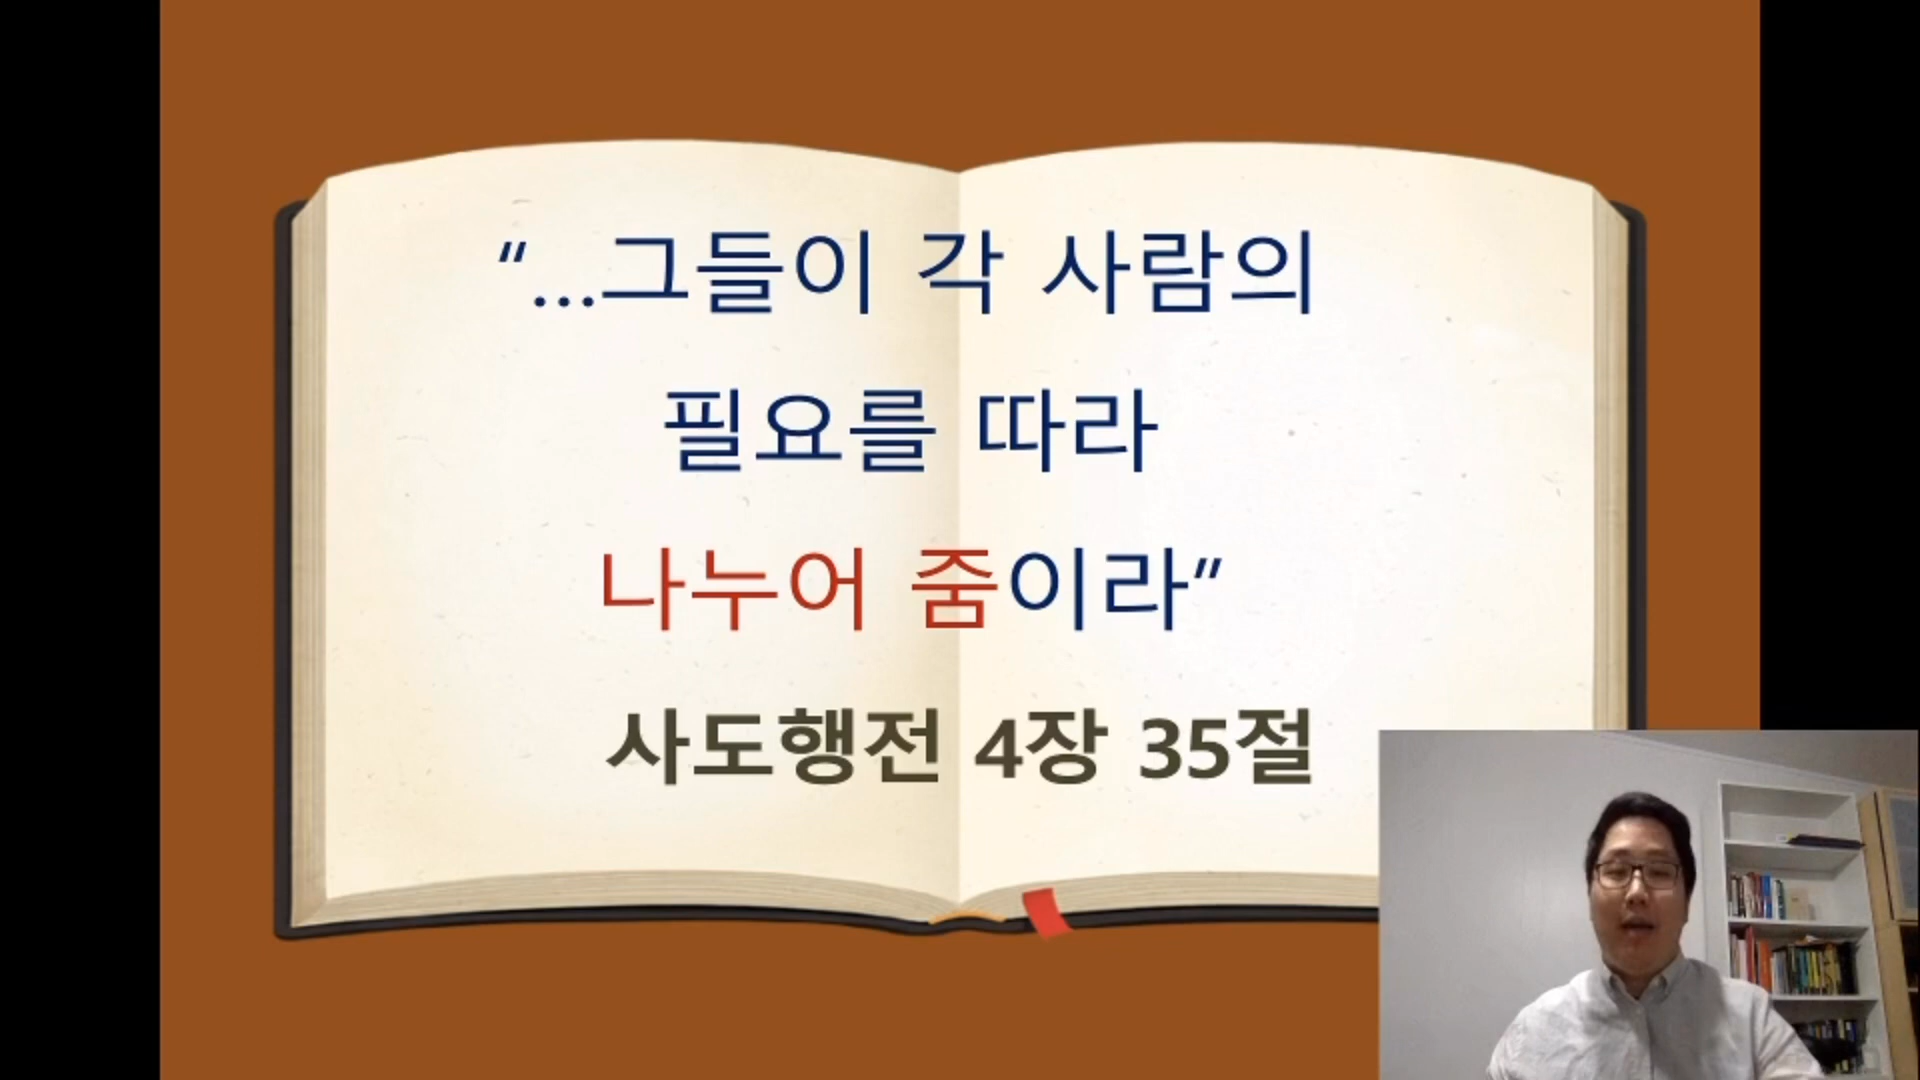 “...그들이 각 사람의
필요를 따라
나누어 줌이라”
사도행전 4장 35절